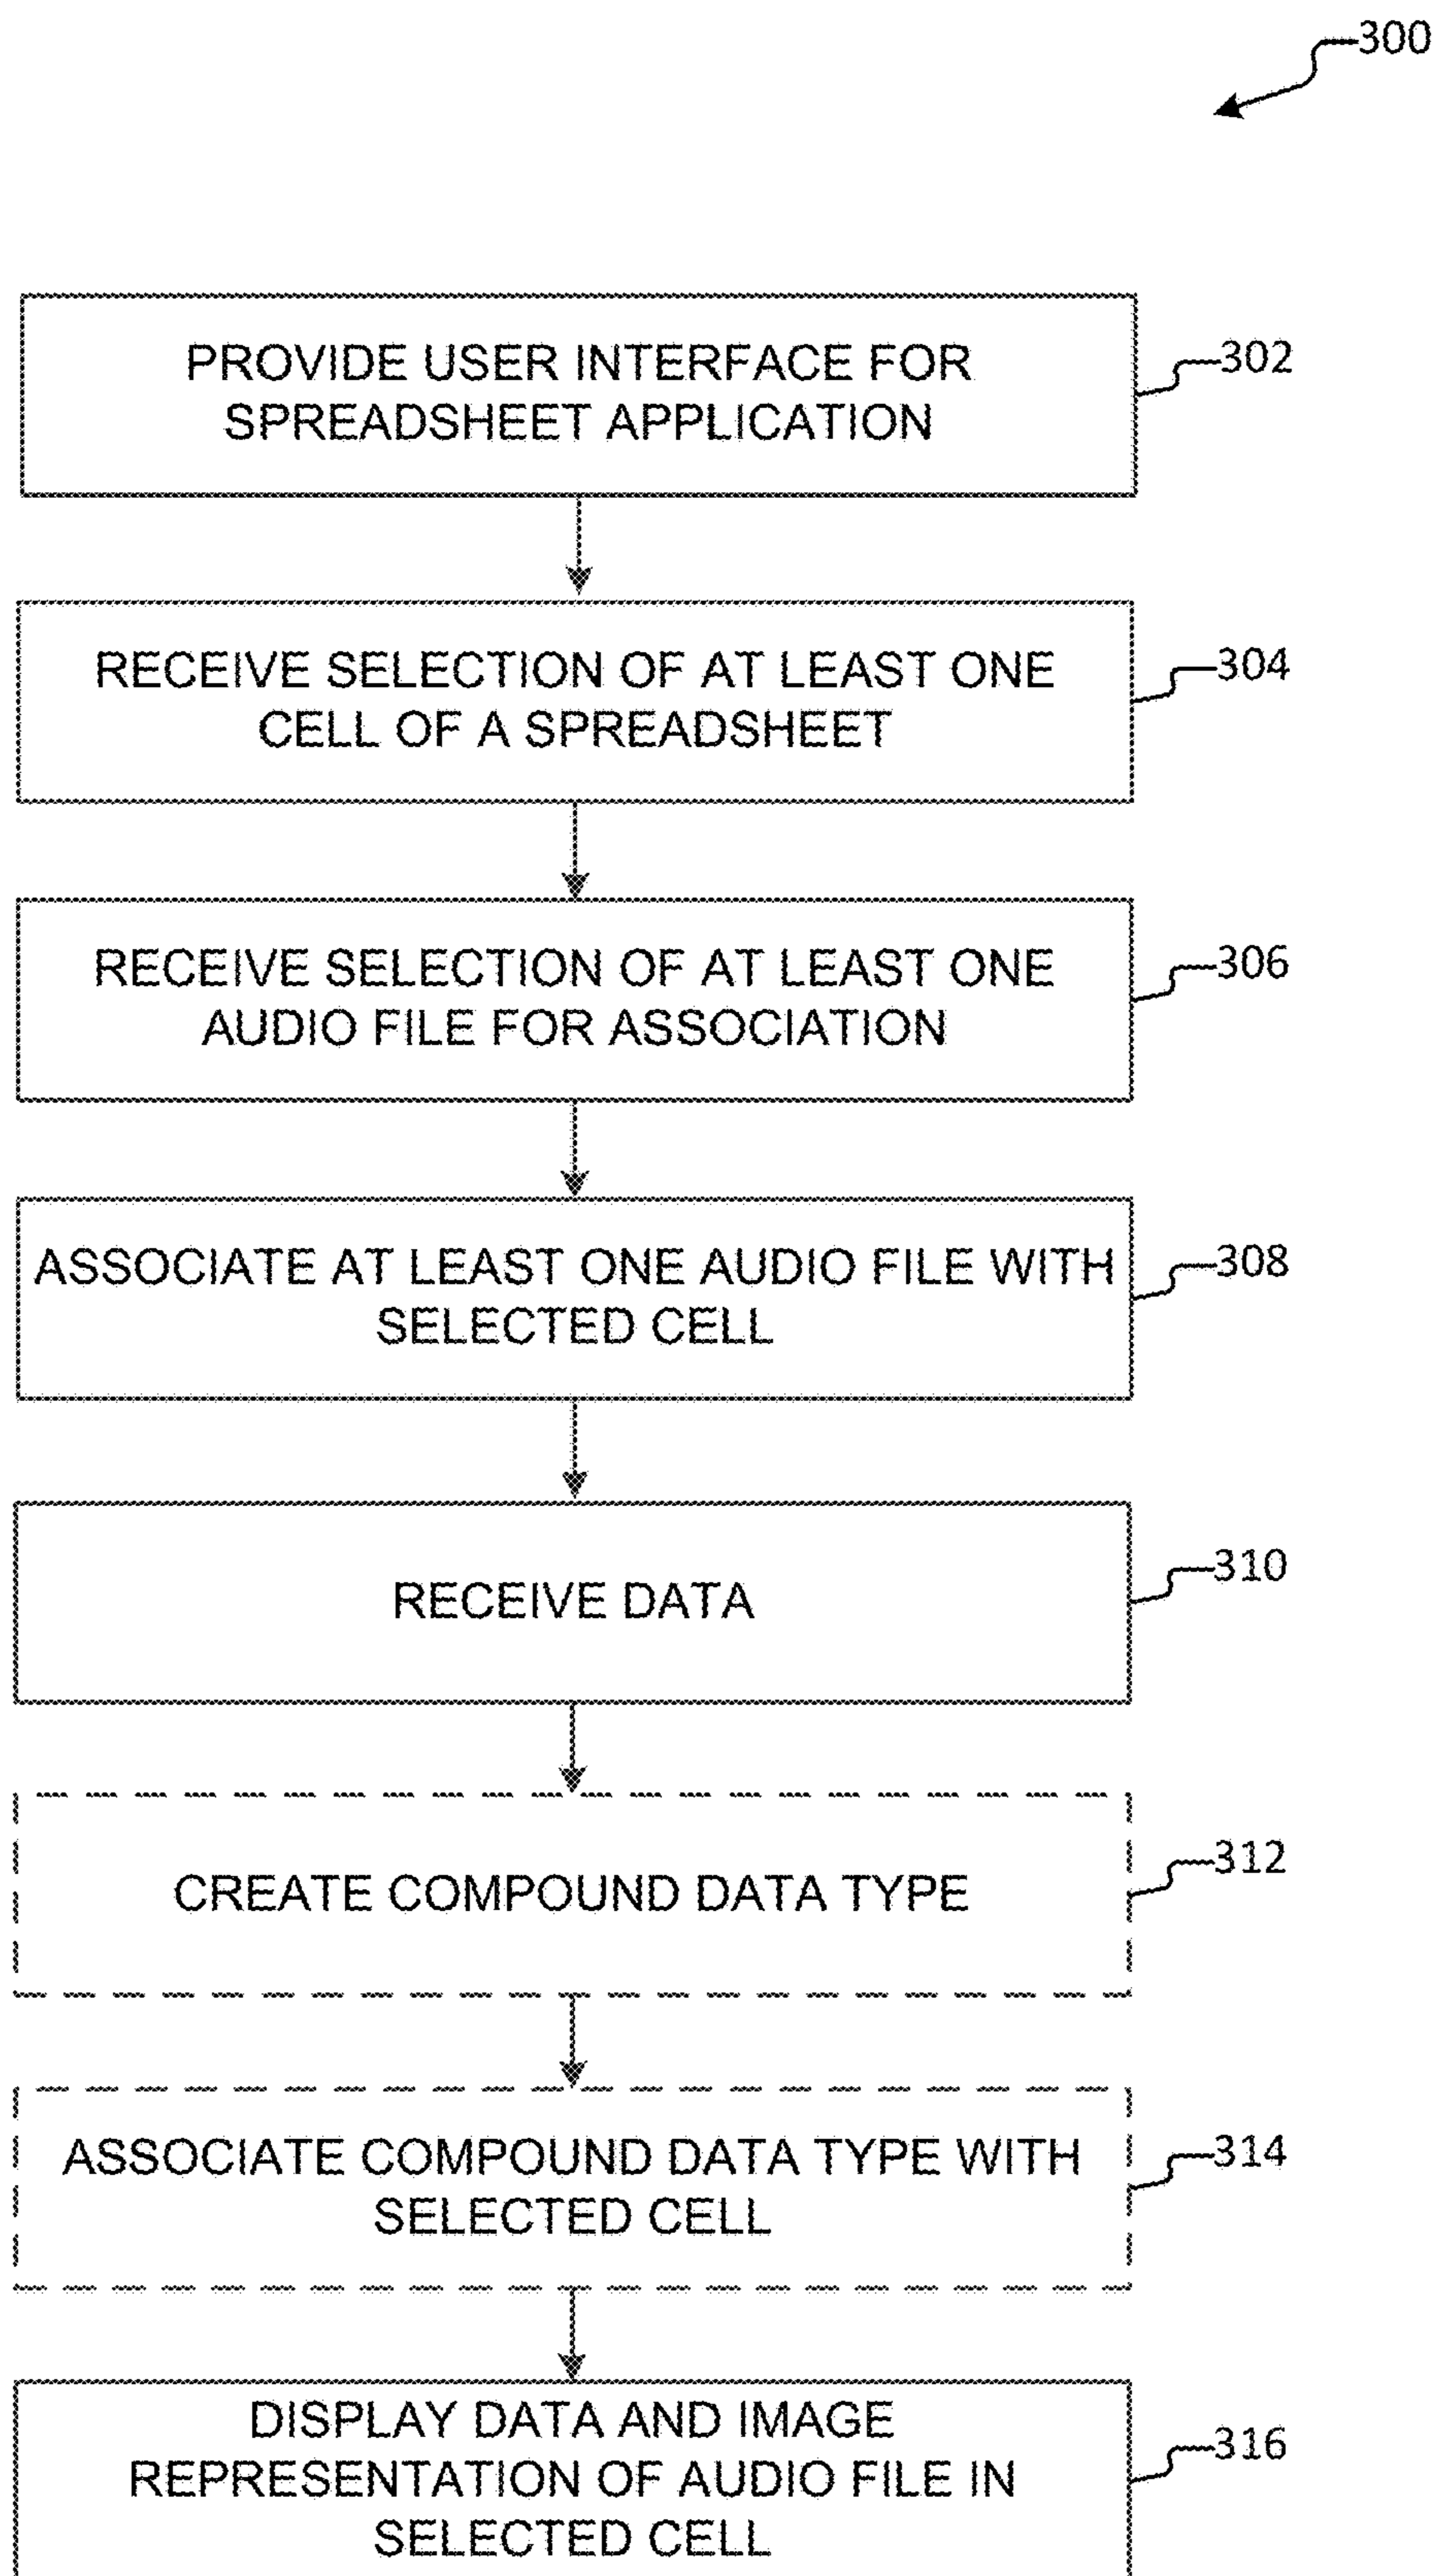 300
PROVIDE USER INTERFACE FOR
SPREADSHEET APPLICATION
302
RECEIVE SELECTION OF AT LEAST ONE
CELL OF A SPREADSHEET
304
RECEIVE SELECTION OF AT LEAST ONE
AUDIO FILE FOR ASSOCIATION
306
ASSOCIATE AT LEAST ONE AUDIO FILE WITH
SELECTED CELL
308
RECEIVE DATA
310
CREATE COMPOUND DATA TYPE
312
ASSOCIATE COMPOUND DATA TYPE WITH
SELECTED CELL
314
DISPLAY DATA AND IMAGE
REPRESENTATION OF AUDIO FILE IN
SELECTED CELL
316